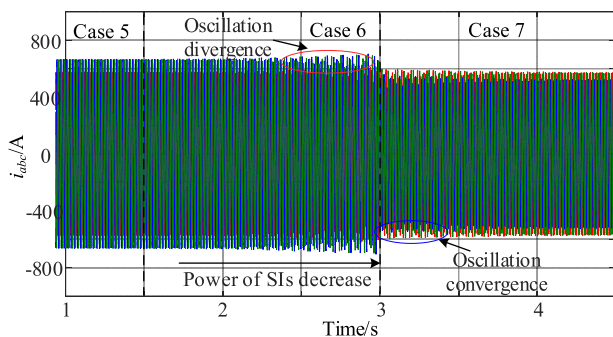 Case 5
Oscillation
divergence
Case 6
Case 7
800
400
0
-400
-800
i_abc/A
Power of SIs decrease
Oscillation
convergence
1
2
3
4
Time/s